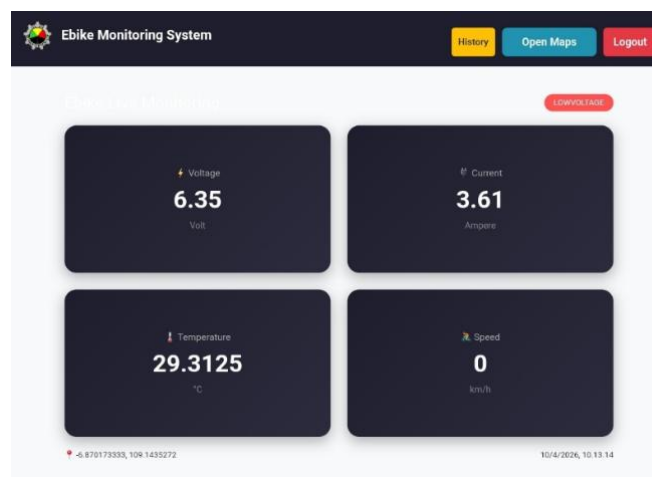 Ebike Monitoring System
History
Open Maps
Logout
LOWVOLTAGE
Voltage
6.35
Volt
Current
3.61
Ampere
Temperature
29.3125
°C
Speed
0
km/h
-6.870173333, 109.1435272
10/4/2026, 10.13.14